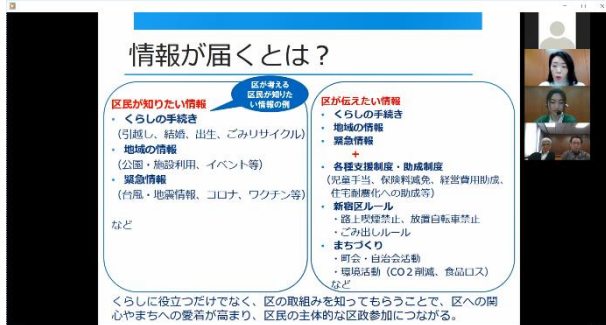 情報が届くとは？
区が考える
区民が知りた
い情報の例
区民が知りたい情報
・ くらしの手続き
（引越し、結婚、出生、ごみリサイクル）
・ 地域の情報
（公園・施設利用、イベント等）
・ 緊急情報
（台風・地震情報、コロナ、ワクチン等）
など
区が伝えたい情報
・ くらしの手続き
・ 地域の情報
・ 緊急情報
+
・ 各種支援制度・助成制度
（児童手当、保険料減免、経営費用助成、
住宅耐震化への助成等）
・ 新宿区ルール
・路上喫煙禁止、放置自転車禁止
・ごみ出しルール
・ まちづくり
・町会・自治会活動
・環境活動（CO２削減、食品ロス）
など
くらしに役立つだけでなく、区の取組みを知ってもらうことで、区への関
心やまちへの愛着が高まり、区民の主体的な区政参加につながる。